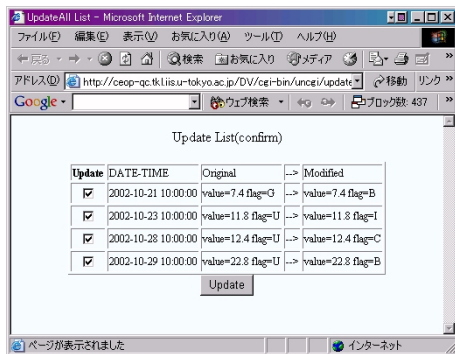 UpdateAll List - Microsoft Internet Explorer
ファイル(F) 編集(E) 表示(V) お気に入り(A) ツール(T) ヘルプ(H)
戻る 検索 お気に入り メディア
アドレス(D) http://ceop-qc.tkl.iis.u-tokyo.ac.jp/DV/cgi-bin/uncgi/update 移動 リンク »
Google ウェブ検索 ブロック数: 437 »
Update List(confirm)
Update DATE-TIME Original --> Modified
2002-10-21 10:00:00 value=7.4 flag=G --> value=7.4 flag=B
2002-10-23 10:00:00 value=11.8 flag=U --> value=11.8 flag=I
2002-10-28 10:00:00 value=12.4 flag=U --> value=12.4 flag=C
2002-10-29 10:00:00 value=22.8 flag=U --> value=22.8 flag=B
Update
ページが表示されました インターネット